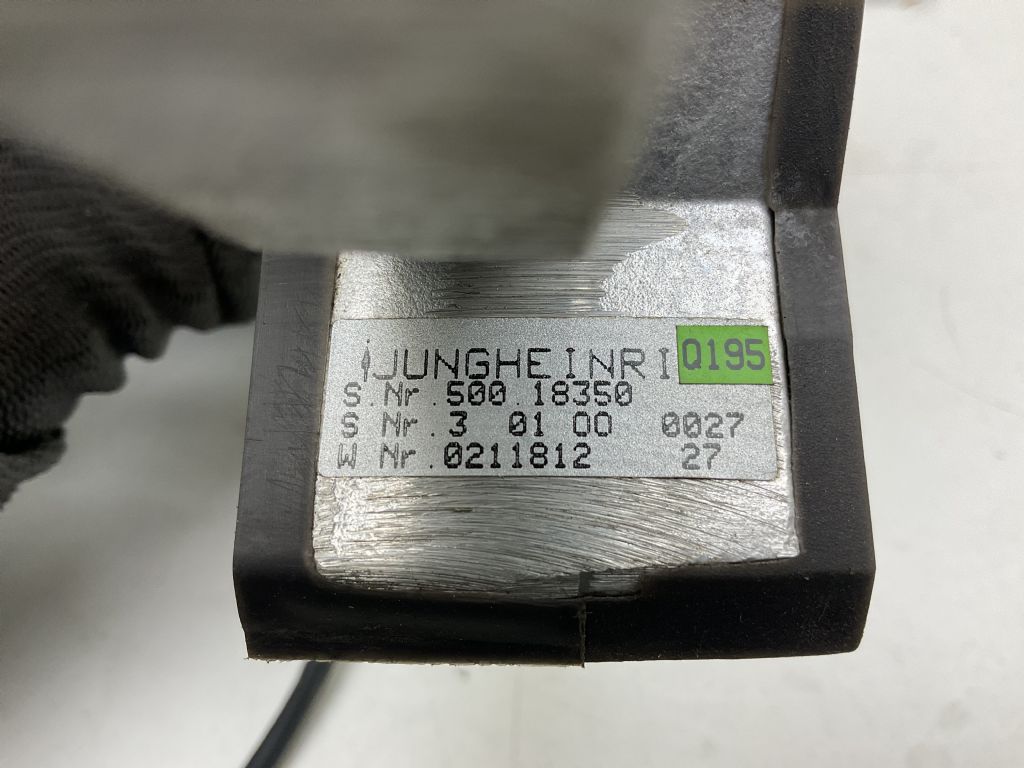 JUNGHEINRI Q195
S.Nr.500.18350
S Nr.3 01 00 0027
W Nr.0211812 27